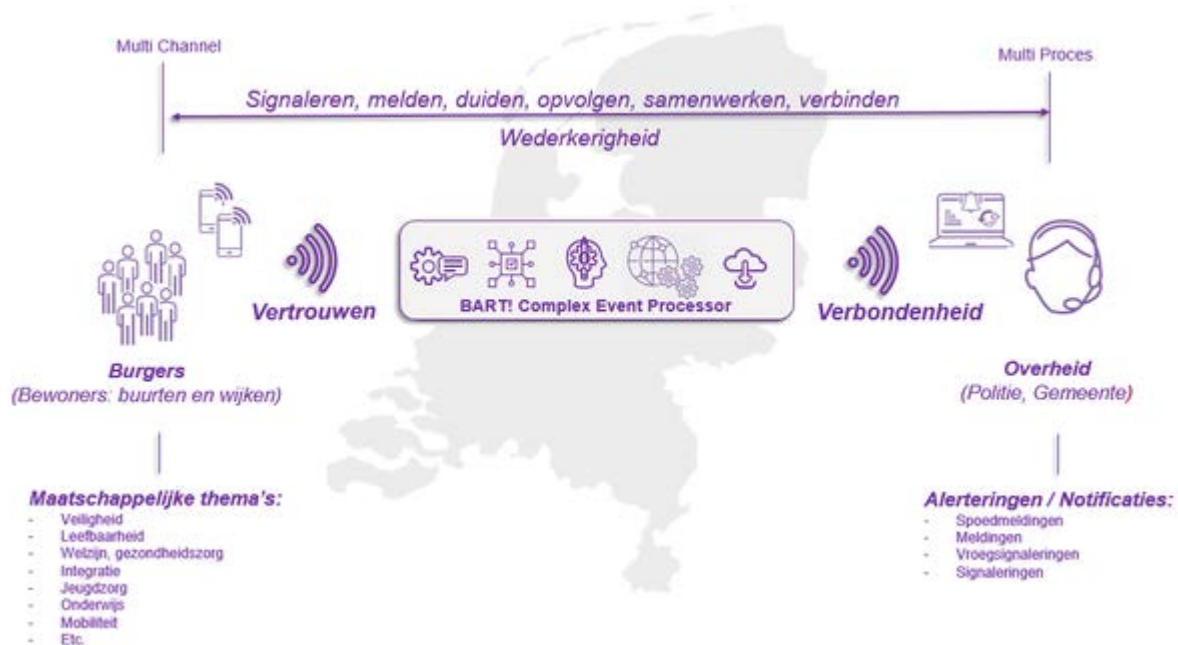 Multi Channel
Multi Proces
Signaleren, melden, duiden, opvolgen, samenwerken, verbinden
Wederkerigheid
Vertrouwen
BART! Complex Event Processor
Verbondenheid
Burgers
(Bewoners: buurten en wijken)
Overheid
(Politie, Gemeente)
Maatschappelijke thema's:
- Veiligheid
- Leefbaarheid
- Welzijn, gezondheidszorg
- Integratie
- Jeugdzorg
- Onderwijs
- Mobiliteit
- Etc.
Alerteringen / Notificaties:
- Spoedmeldingen
- Meldingen
- Vroegsignaleringen
- Signaleringen